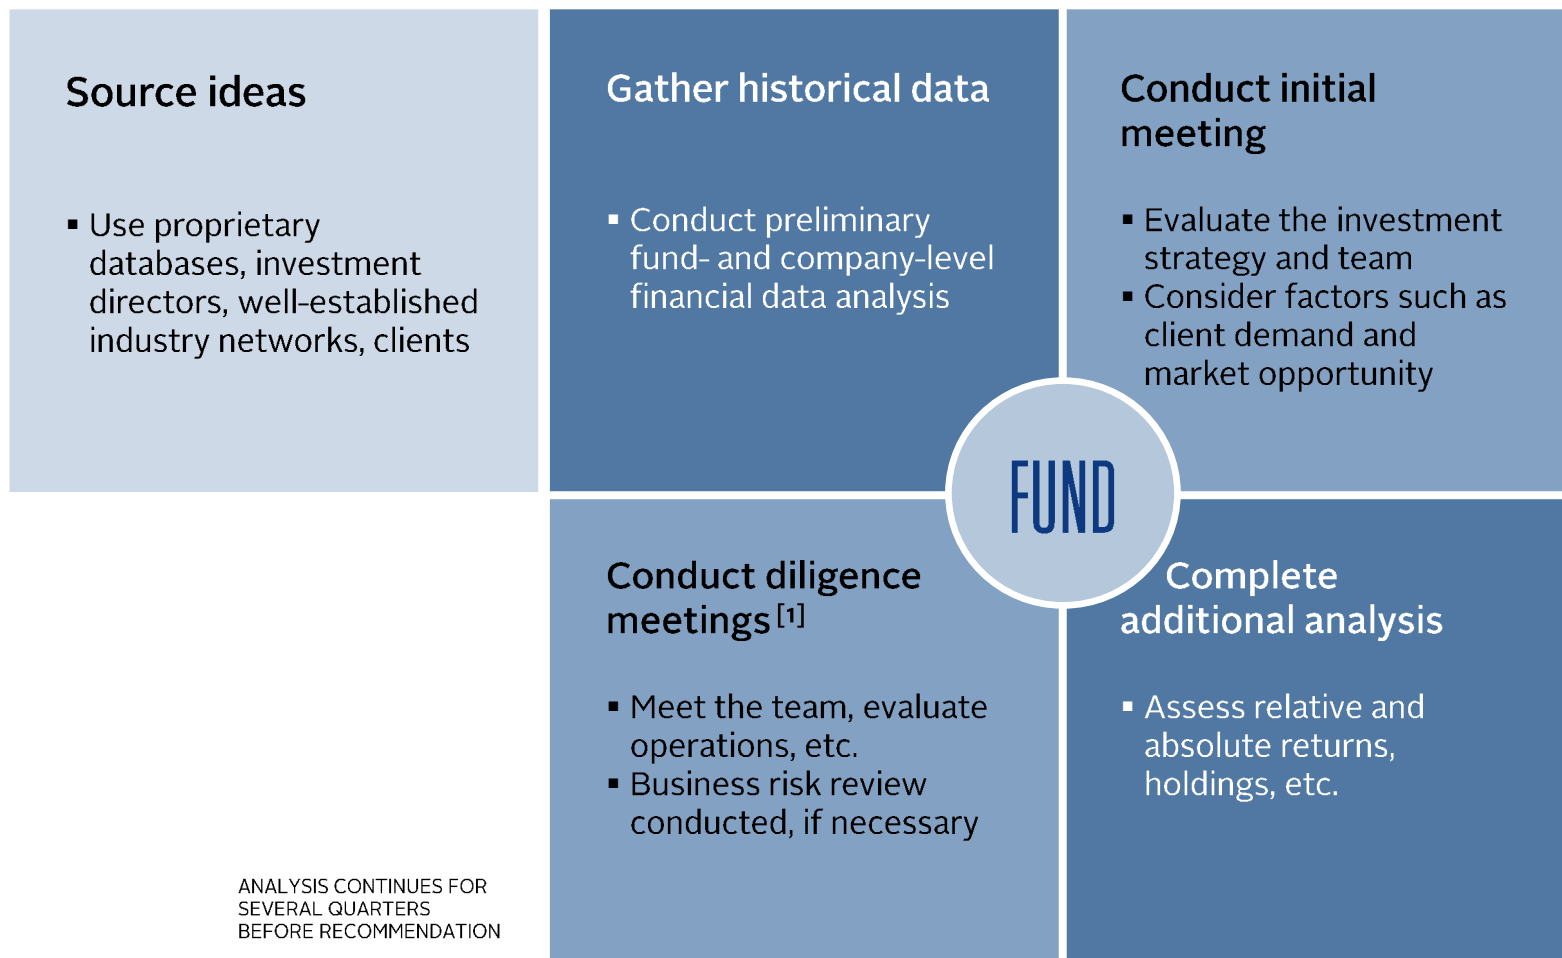 Source ideas
▪ Use proprietary
databases, investment
directors, well-established
industry networks, clients
Gather historical data
▪ Conduct preliminary
fund- and company-level
financial data analysis
Conduct initial
meeting
▪ Evaluate the investment
strategy and team
▪ Consider factors such as
client demand and
market opportunity
FUND
Conduct diligence
meetings [1]
▪ Meet the team, evaluate
operations, etc.
▪ Business risk review
conducted, if necessary
Complete
additional analysis
▪ Assess relative and
absolute returns,
holdings, etc.
ANALYSIS CONTINUES FOR
SEVERAL QUARTERS
BEFORE RECOMMENDATION